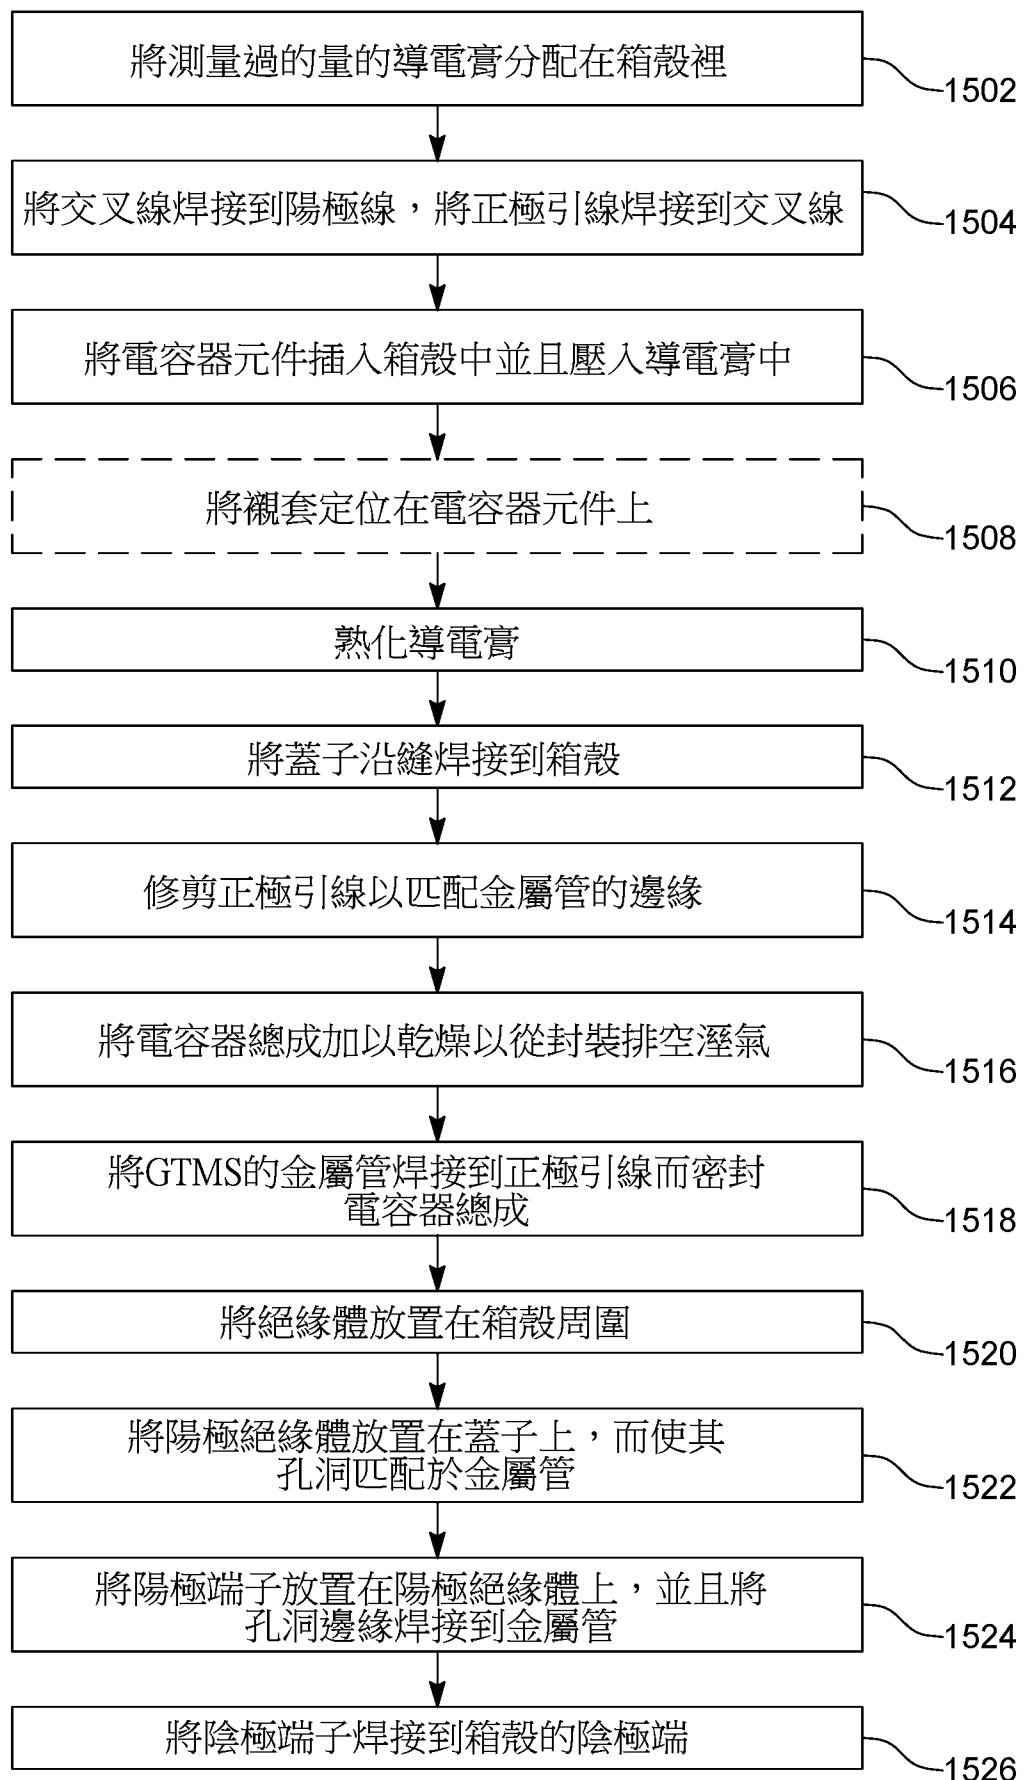 將測量過的量的導電膏分配在箱殼裡
1502
將交叉線焊接到陽極線，將正極引線焊接到交叉線
1504
將電容器元件插入箱殼中並且壓入導電膏中
1506
將襯套定位在電容器元件上
1508
熟化導電膏
1510
將蓋子沿縫焊接到箱殼
1512
修剪正極引線以匹配金屬管的邊緣
1514
將電容器總成加以乾燥以從封裝排空溼氣
1516
將GTMS的金屬管焊接到正極引線而密封
電容器總成
1518
將絕緣體放置在箱殼周圍
1520
將陽極絕緣體放置在蓋子上，而使其
孔洞匹配於金屬管
1522
將陽極端子放置在陽極絕緣體上，並且將
孔洞邊緣焊接到金屬管
1524
將陰極端子焊接到箱殼的陰極端
1526